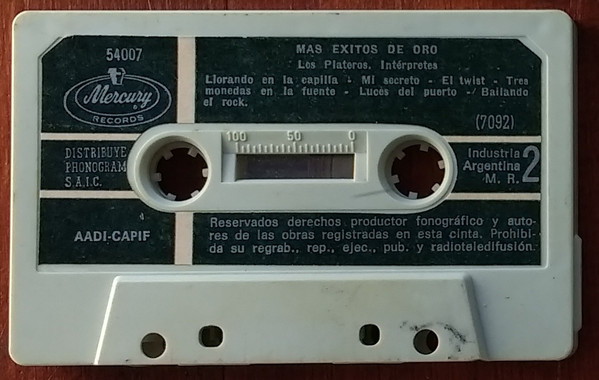 54007
MAS EXITOS DE ORO
Los Plateros, Intérpretes
Llorando en la capilla - Mi secreto - El twist - Tres
monedas en la fuente - Luces del puerto - Bailando
el rock.
(7092)
Mercury
RECORDS
100 50 0
DISTRIBUYE
PHONOGRAM
S.A.I.C.
Industria
Argentina
M. R.
2
AADI-CAPIF
Reservados derechos productor fonográfico y auto-
res de las obras registradas en esta cinta. Prohibi-
da su regrab., rep., ejec., pub. y radioteledifusión.